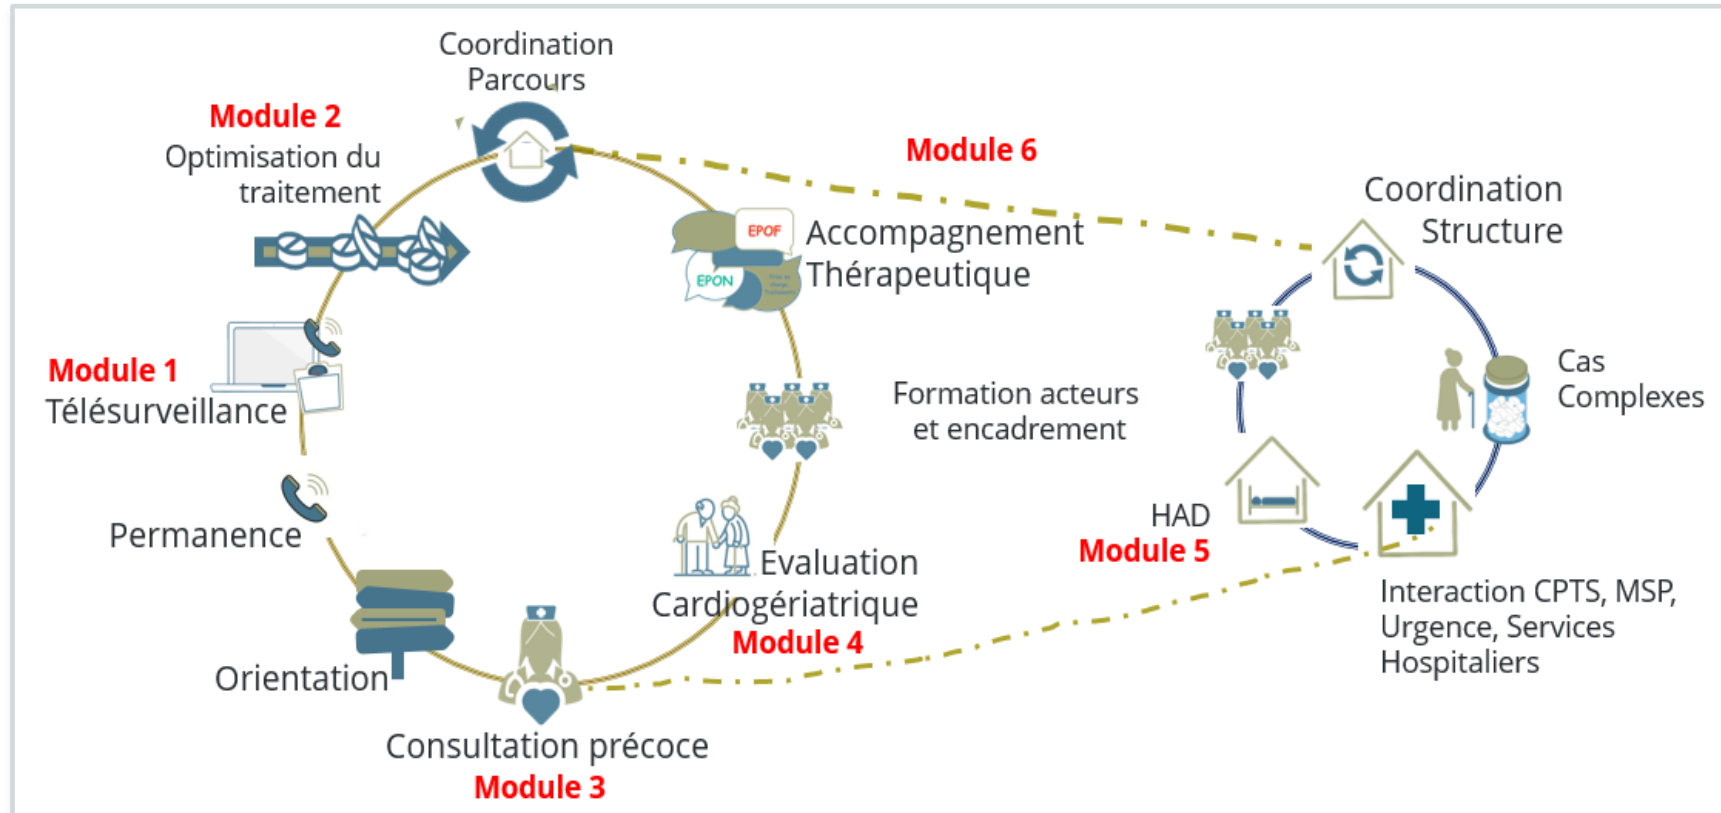 Coordination
Parcours
Module 2
Optimisation du
traitement
Module 6
Coordination
Structure
EPOF
EPON
Accompagnement
Thérapeutique
Module 1
Télésurveillance
Formation acteurs
et encadrement
Cas
Complexes
Permanence
HAD
Module 5
Evaluation
Cardiogériatrique
Module 4
Interaction CPTS, MSP,
Urgence, Services
Hospitaliers
Orientation
Consultation précoce
Module 3